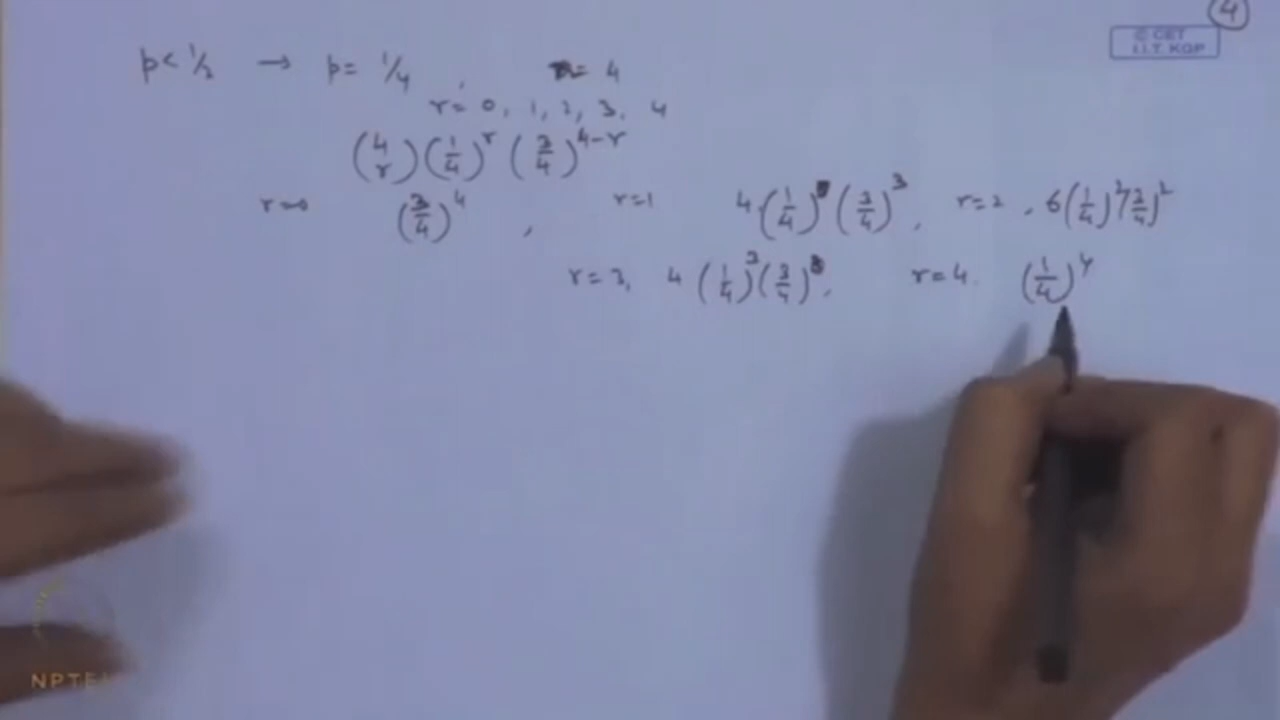 4
© CET
I.I.T. KGP
p < 1/2 → p = 1/4 , n = 4
r = 0, 1, 2, 3, 4
(4 r) (1/4)^r (3/4)^{4-r}
r=0 (3/4)^4 , r=1 4·(1/4) (3/4)^3 , r=2 , 6(1/4)^2 (3/4)^2
r=3, 4 (1/4)^3 (3/4) , r=4. (1/4)^4
NPTEL